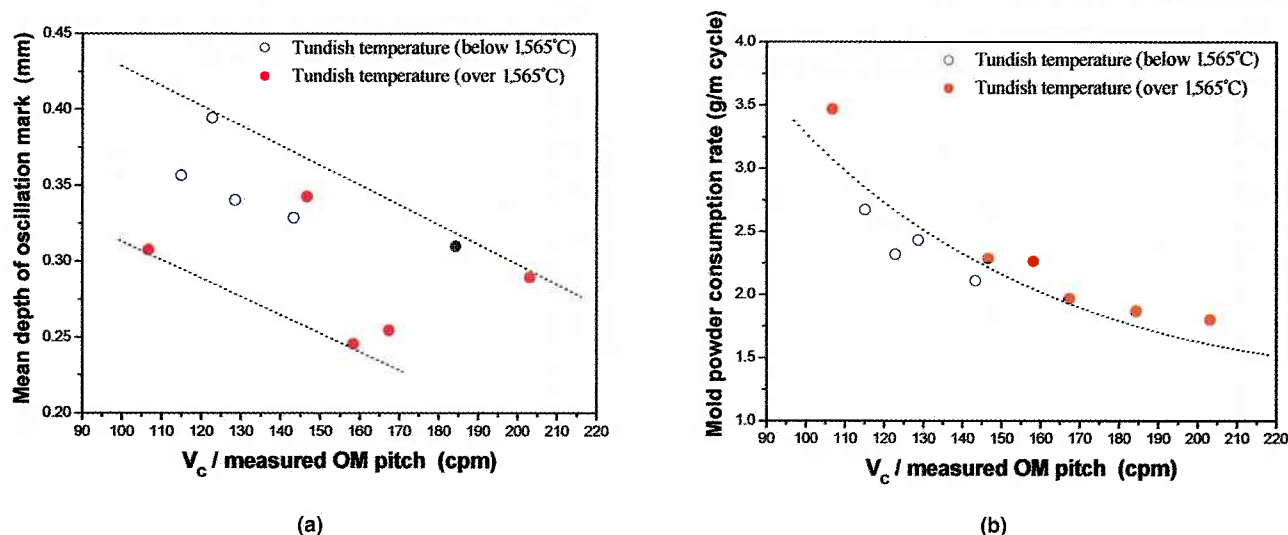 Mean depth of oscillation mark (mm)
0.45
0.40
0.35
0.30
0.25
0.20
Tundish temperature (below 1,565°C)
Tundish temperature (over 1,565°C)
90 100 110 120 130 140 150 160 170 180 190 200 210 220
Vc / measured OM pitch (cpm)
(a)
Mold powder consumption rate (g/m cycle)
4.0
3.5
3.0
2.5
2.0
1.5
1.0
Tundish temperature (below 1,565°C)
Tundish temperature (over 1,565°C)
90 100 110 120 130 140 150 160 170 180 190 200 210 220
Vc / measured OM pitch (cpm)
(b)